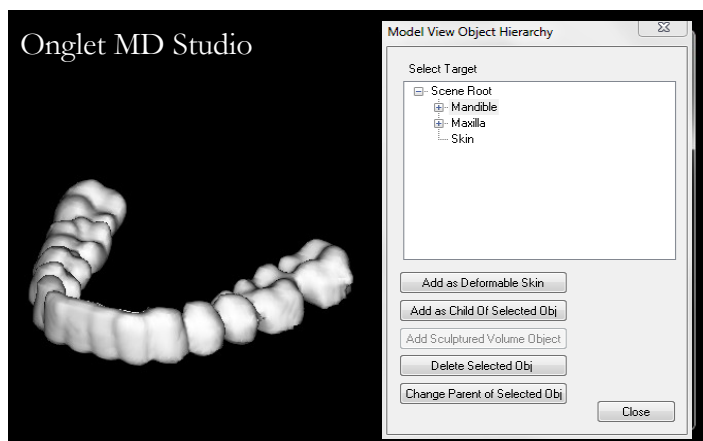 Onglet MD Studio
Model View Object Hierarchy
Select Target
Scene Root
Mandible
Maxilla
Skin
Add as Deformable Skin
Add as Child Of Selected Obj
Add Sculptured Volume Object
Delete Selected Obj
Change Parent of Selected Obj
Close